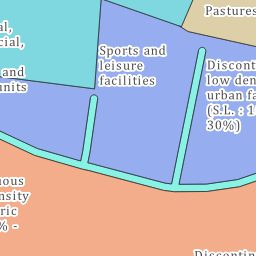 Pastures
al,
cial,
and
units
Sports and
leisure
facilities
Discont
low den
urban fa
(S.L. : 1
30%)
uous
nsity
ric
% -
Discontin